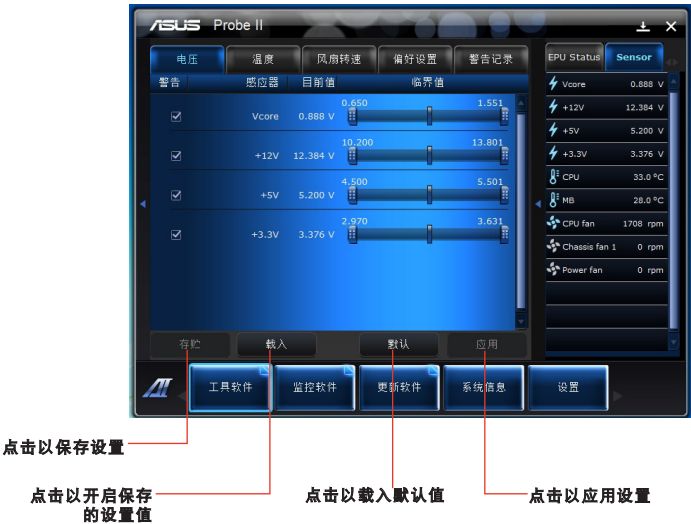 ASUS Probe II
电压 温度 风扇转速 偏好设置 警告记录
警告 感应器 目前值 临界值
0.650 1.551
Vcore 0.888 V
10.200 13.801
+12V 12.384 V
4.500 5.501
+5V 5.200 V
2.970 3.631
+3.3V 3.376 V
存贮 载入 默认 应用
EPU Status Sensor
Vcore 0.888 V
+12V 12.384 V
+5V 5.200 V
+3.3V 3.376 V
CPU 33.0 °C
MB 28.0 °C
CPU fan 1708 rpm
Chassis fan 1 0 rpm
Power fan 0 rpm
AI 工具软件 监控软件 更新软件 系统信息 设置
点击以保存设置
点击以开启保存
的设置值
点击以载入默认值
点击以应用设置